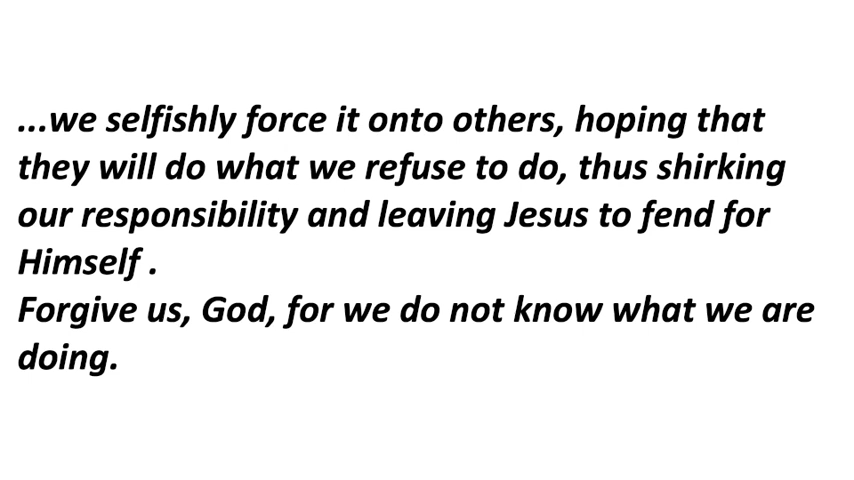 ...we selfishly force it onto others, hoping that
they will do what we refuse to do, thus shirking
our responsibility and leaving Jesus to fend for
Himself .
Forgive us, God, for we do not know what we are
doing.